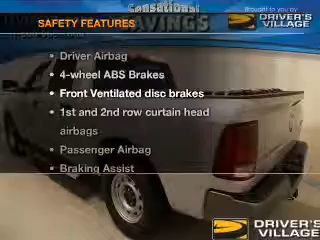 Sensational
SAVINGS
SAFETY FEATURES
Brought to you by:
DRIVER'S
VILLAGE
• Driver Airbag
• 4-wheel ABS Brakes
• Front Ventilated disc brakes
• 1st and 2nd row curtain head
airbags
• Passenger Airbag
• Braking Assist
DRIVER'S
VILLAGE